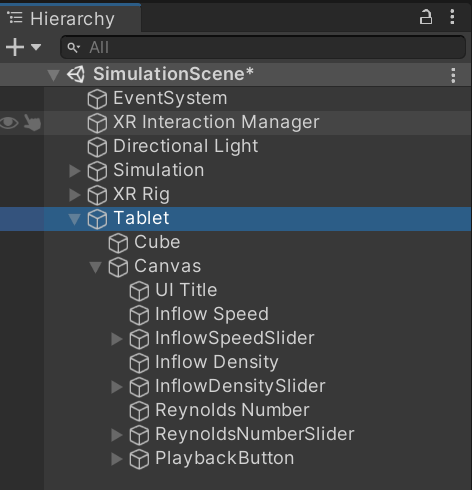 Hierarchy
All
SimulationScene*
EventSystem
XR Interaction Manager
Directional Light
Simulation
XR Rig
Tablet
Cube
Canvas
UI Title
Inflow Speed
InflowSpeedSlider
Inflow Density
InflowDensitySlider
Reynolds Number
ReynoldsNumberSlider
PlaybackButton